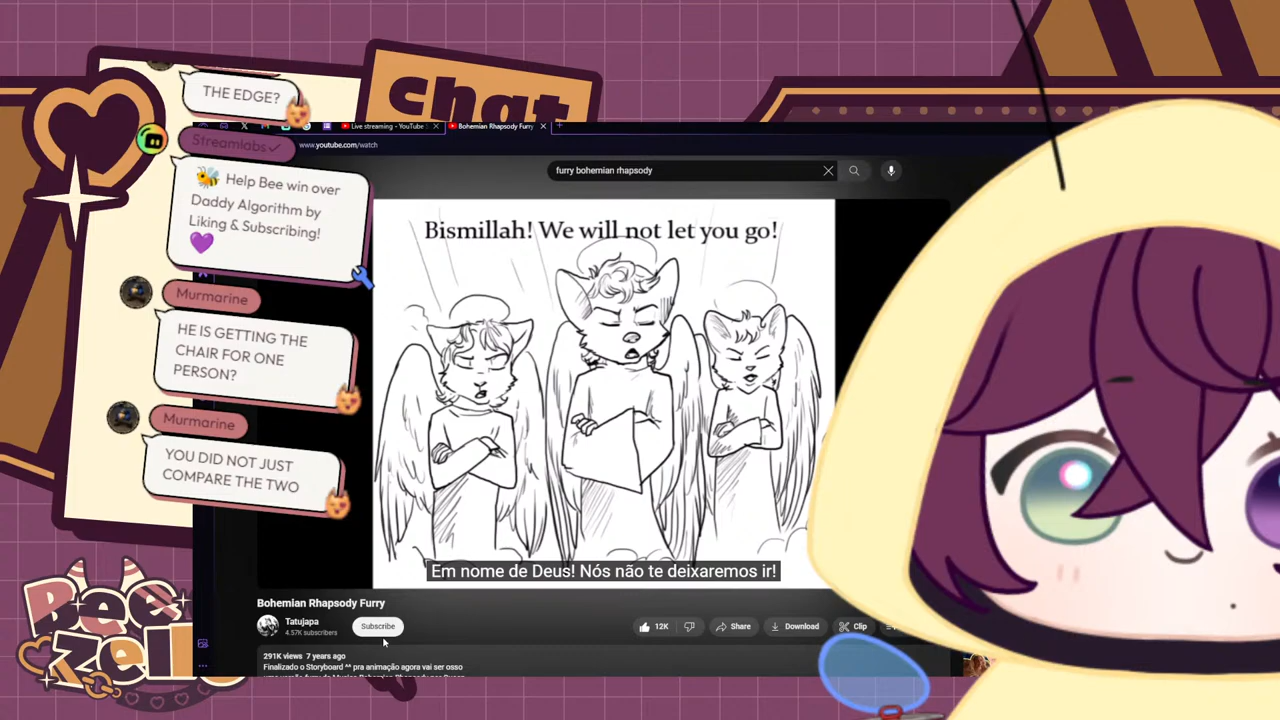 chat
THE EDGE?
Streamlabs✓
🐝 Help Bee win over
Daddy Algorithm by
Liking & Subscribing!
💜
Murmarine
HE IS GETTING THE
CHAIR FOR ONE
PERSON?
Murmarine
YOU DID NOT JUST
COMPARE THE TWO
Live streaming - YouTube S
Bohemian Rhapsody Furry
www.youtube.com/watch
furry bohemian rhapsody
Bismillah! We will not let you go!
Em nome de Deus! Nós não te deixaremos ir!
Bohemian Rhapsody Furry
Tatujapa
4.57K subscribers
Subscribe
12K
Share
Download
Clip
291K views 7 years ago
Finalizado o Storyboard ^^ pra animação agora vai ser osso
Bee
Zel